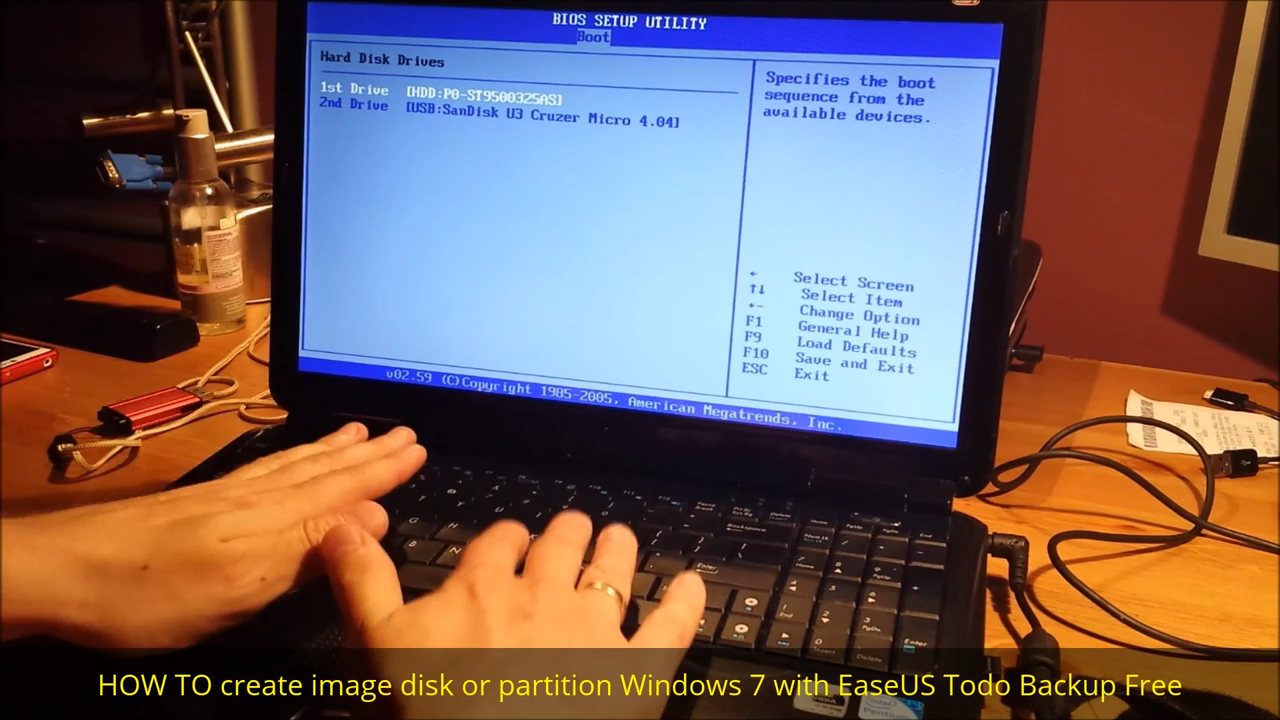 BIOS SETUP UTILITY
Boot
Hard Disk Drives
1st Drive [HDD:P0-ST9500325AS]
2nd Drive [USB:SanDisk U3 Cruzer Micro 4.04]
Specifies the boot
sequence from the
available devices.
← Select Screen
↑↓ Select Item
+- Change Option
F1 General Help
F9 Load Defaults
F10 Save and Exit
ESC Exit
v02.59 (C)Copyright 1985-2005, American Megatrends, Inc.
Backspace
Enter
Enter
HOW TO create image disk or partition Windows 7 with EaseUS Todo Backup Free